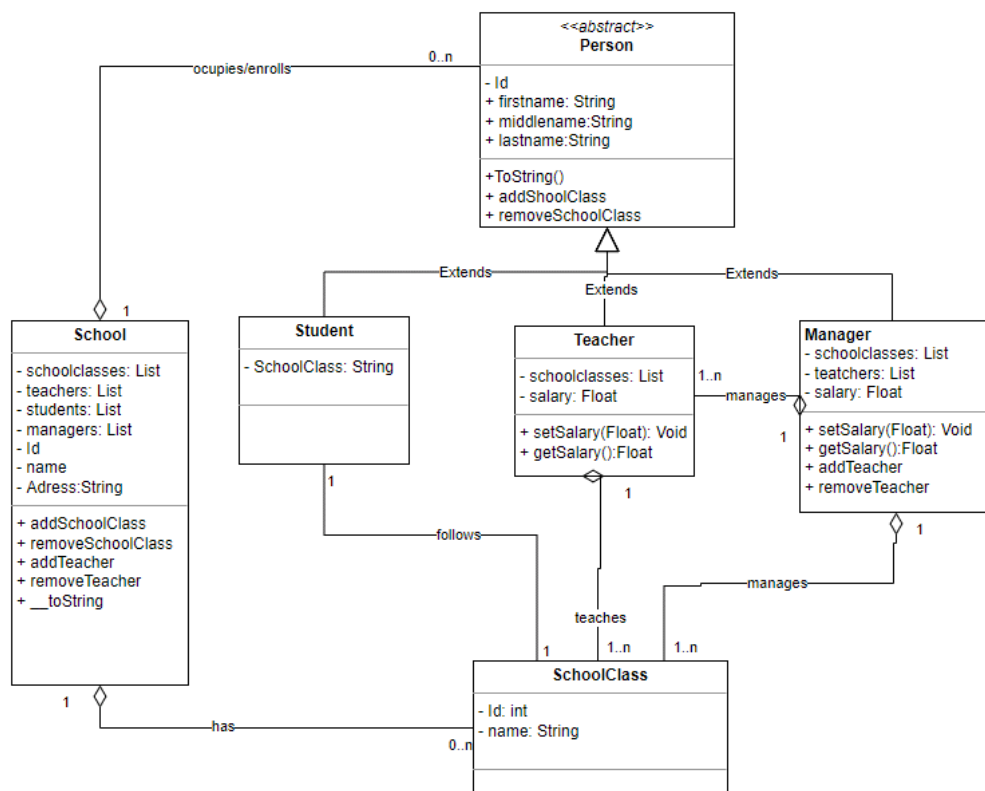 <<abstract>>
Person
- Id
+ firstname: String
+ middlename:String
+ lastname:String
+ToString()
+ addShoolClass
+ removeSchoolClass
0..n
ocupies/enrolls
1
Extends
Extends
Extends
School
- schoolclasses: List
- teachers: List
- students: List
- managers: List
- Id
- name
- Adress:String
+ addSchoolClass
+ removeSchoolClass
+ addTeacher
+ removeTeacher
+ __toString
Student
- SchoolClass: String
Teacher
- schoolclasses: List
- salary: Float
+ setSalary(Float): Void
+ getSalary():Float
1..n
manages
1
Manager
- schoolclasses: List
- teatchers: List
- salary: Float
+ setSalary(Float): Void
+ getSalary():Float
+ addTeacher
+ removeTeacher
1
1
1
follows
manages
teaches
1
1..n
1..n
SchoolClass
- Id: int
- name: String
1
has
0..n